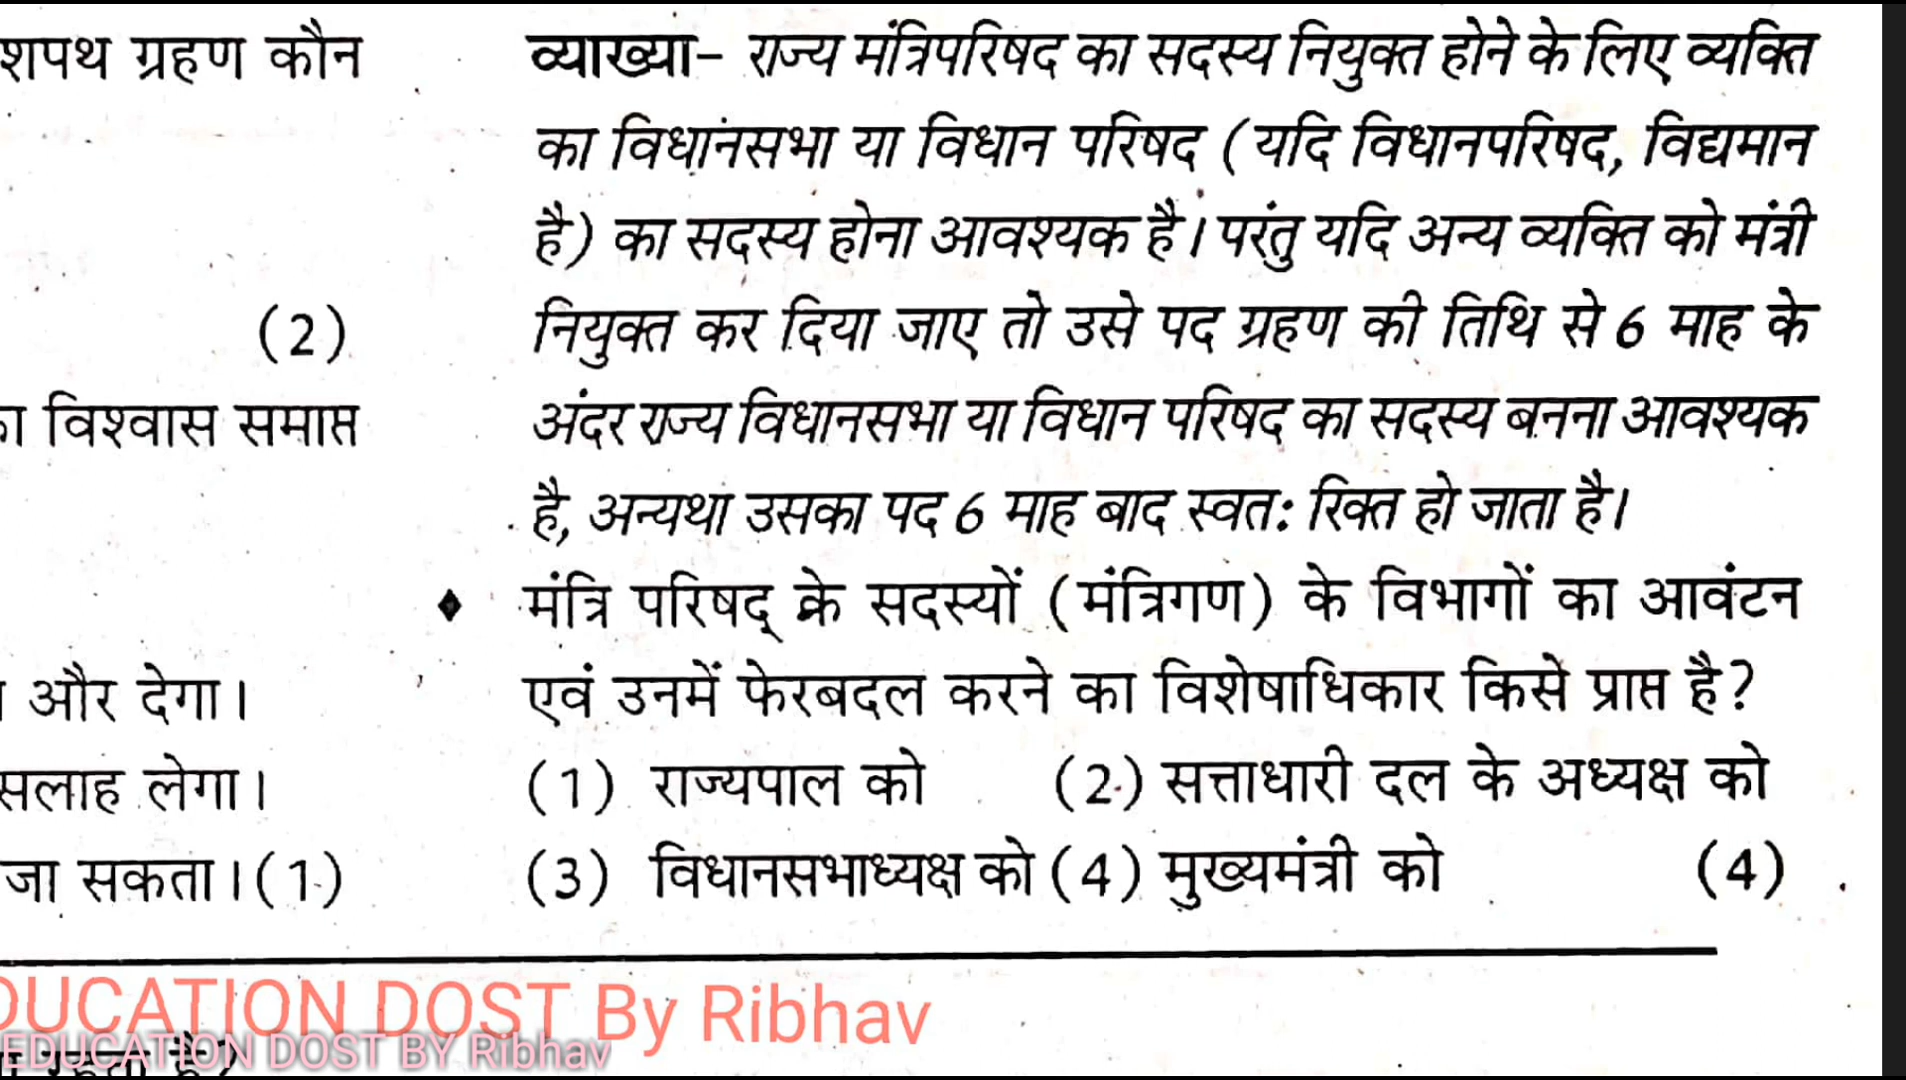 शपथ ग्रहण कौन
(2)
विश्वास समाप्त
और देगा।
सलाह लेगा।
जा सकता। (1)
व्याख्या– राज्य मंत्रिपरिषद का सदस्य नियुक्त होने के लिए व्यक्ति
का विधानसभा या विधान परिषद (यदि विधानपरिषद, विद्यमान
है) का सदस्य होना आवश्यक है। परंतु यदि अन्य व्यक्ति को मंत्री
नियुक्त कर दिया जाए तो उसे पद ग्रहण की तिथि से 6 माह के
अंदर राज्य विधानसभा या विधान परिषद का सदस्य बनना आवश्यक
है, अन्यथा उसका पद 6 माह बाद स्वत: रिक्त हो जाता है।
♦ मंत्रि परिषद् के सदस्यों (मंत्रिगण) के विभागों का आवंटन
एवं उनमें फेरबदल करने का विशेषाधिकार किसे प्राप्त है?
(1) राज्यपाल को (2) सत्ताधारी दल के अध्यक्ष को
(3) विधानसभाध्यक्ष को (4) मुख्यमंत्री को (4)
DUCATION DOST By Ribhav
EDUCATION DOST BY Ribhav
है?